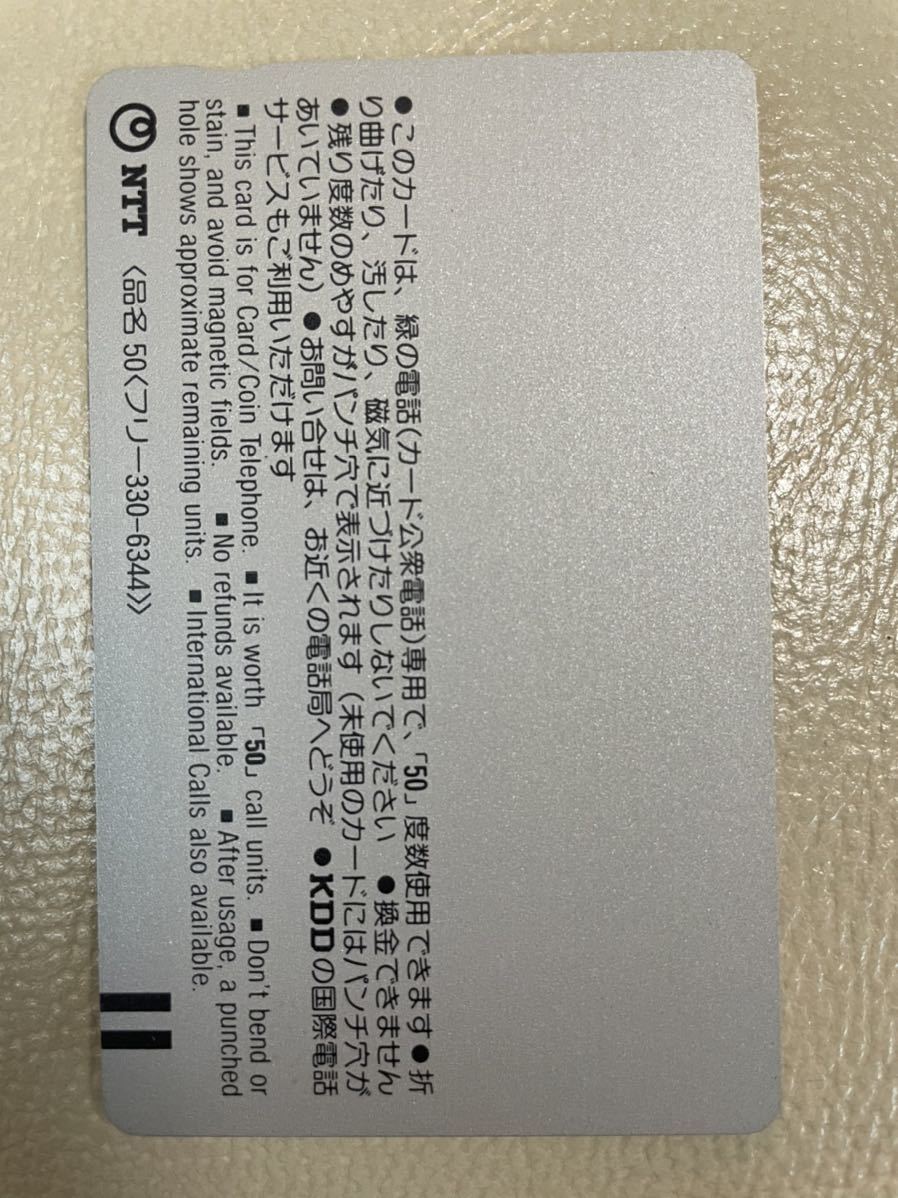 ●このカードは、緑の電話(カード公衆電話)専用で、「50」度数使用できます ●折
り曲げたり、汚したり、磁気に近づけたりしないでください ●換金できません
●残り度数のめやすがパンチ穴で表示されます(未使用のカードにはパンチ穴が
あいていません) ●お問い合せは、お近くの電話局へどうぞ ●KDDの国際電話
サービスもご利用いただけます
■This card is for Card/Coin Telephone. ■It is worth 「50」 call units. ■Don't bend or
stain, and avoid magnetic fields. ■No refunds available. ■After usage, a punched
hole shows approximate remaining units. ■International Calls also available.
NTT 〈品名 50〈フリー330-6344〉〉